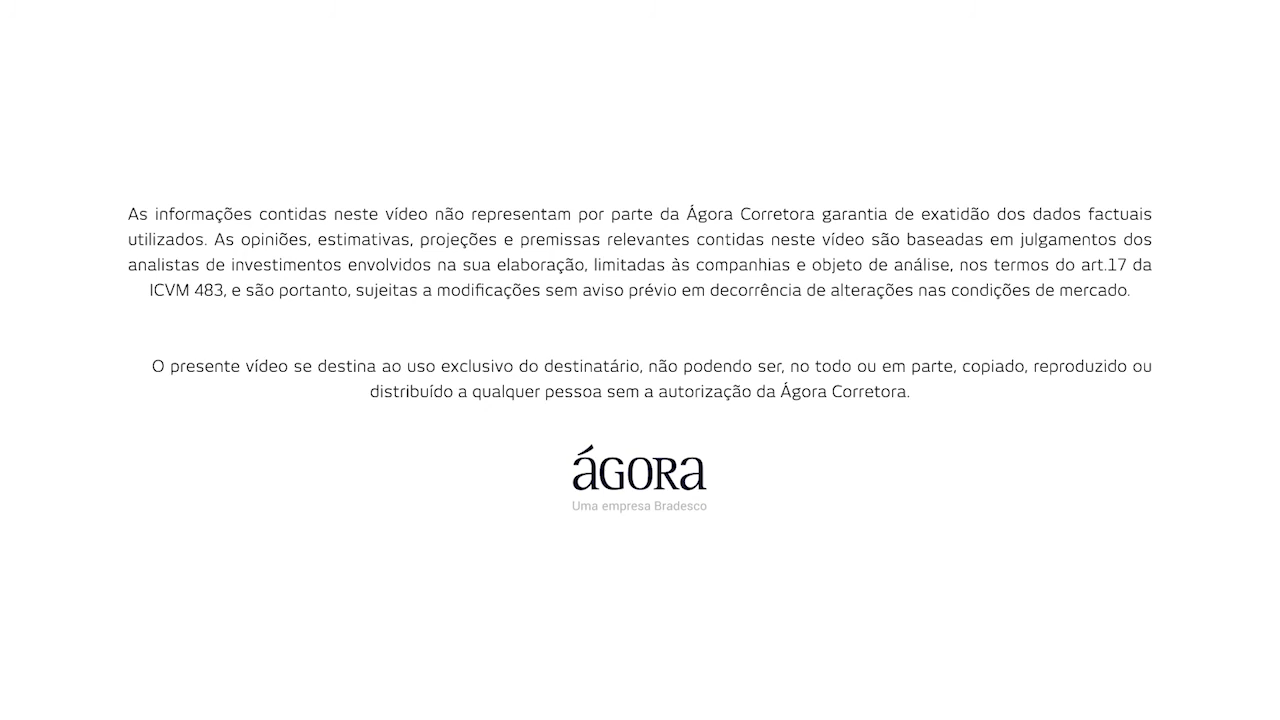 As informações contidas neste vídeo não representam por parte da Ágora Corretora garantia de exatidão dos dados factuais
utilizados. As opiniões, estimativas, projeções e premissas relevantes contidas neste vídeo são baseadas em julgamentos dos
analistas de investimentos envolvidos na sua elaboração, limitadas às companhias e objeto de análise, nos termos do art.17 da
ICVM 483, e são portanto, sujeitas a modificações sem aviso prévio em decorrência de alterações nas condições de mercado.
O presente vídeo se destina ao uso exclusivo do destinatário, não podendo ser, no todo ou em parte, copiado, reproduzido ou
distribuído a qualquer pessoa sem a autorização da Ágora Corretora.
ÁGORA
Uma empresa Bradesco